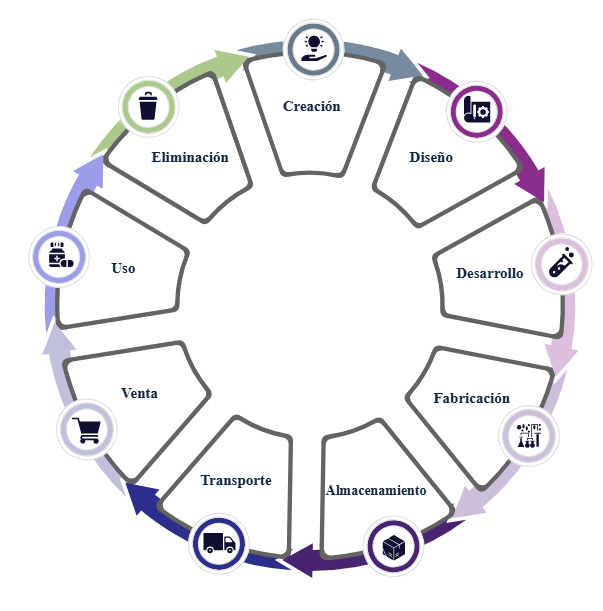 Creación
Diseño
Desarrollo
Fabricación
Almacenamiento
Transporte
Venta
Uso
Eliminación